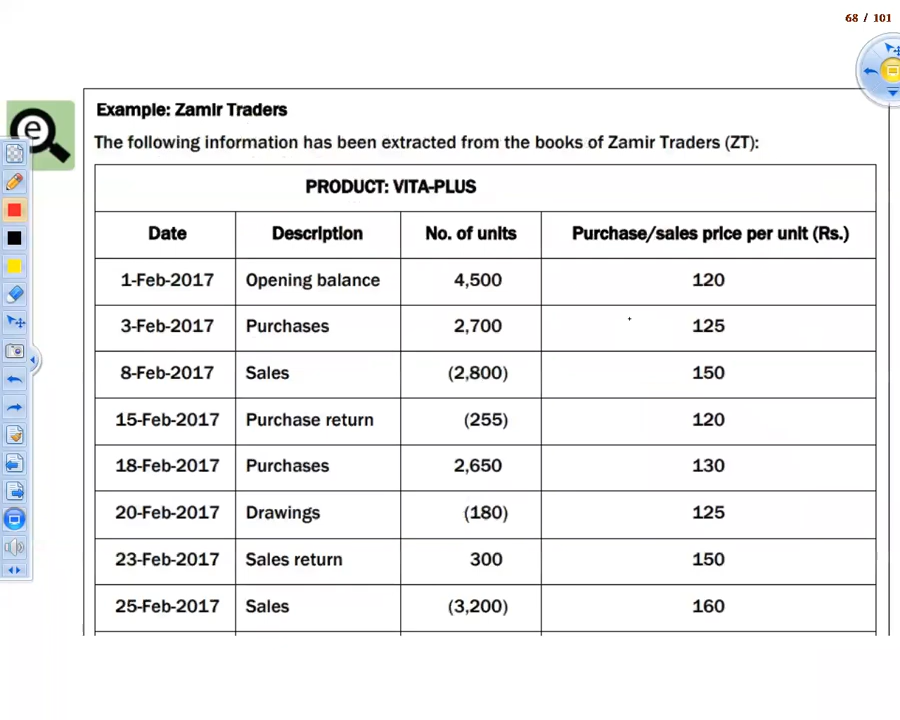 68 / 101
e
Example: Zamir Traders
The following information has been extracted from the books of Zamir Traders (ZT):
PRODUCT: VITA-PLUS
Date Description No. of units Purchase/sales price per unit (Rs.)
1-Feb-2017 Opening balance 4,500 120
3-Feb-2017 Purchases 2,700 125
8-Feb-2017 Sales (2,800) 150
15-Feb-2017 Purchase return (255) 120
18-Feb-2017 Purchases 2,650 130
20-Feb-2017 Drawings (180) 125
23-Feb-2017 Sales return 300 150
25-Feb-2017 Sales (3,200) 160